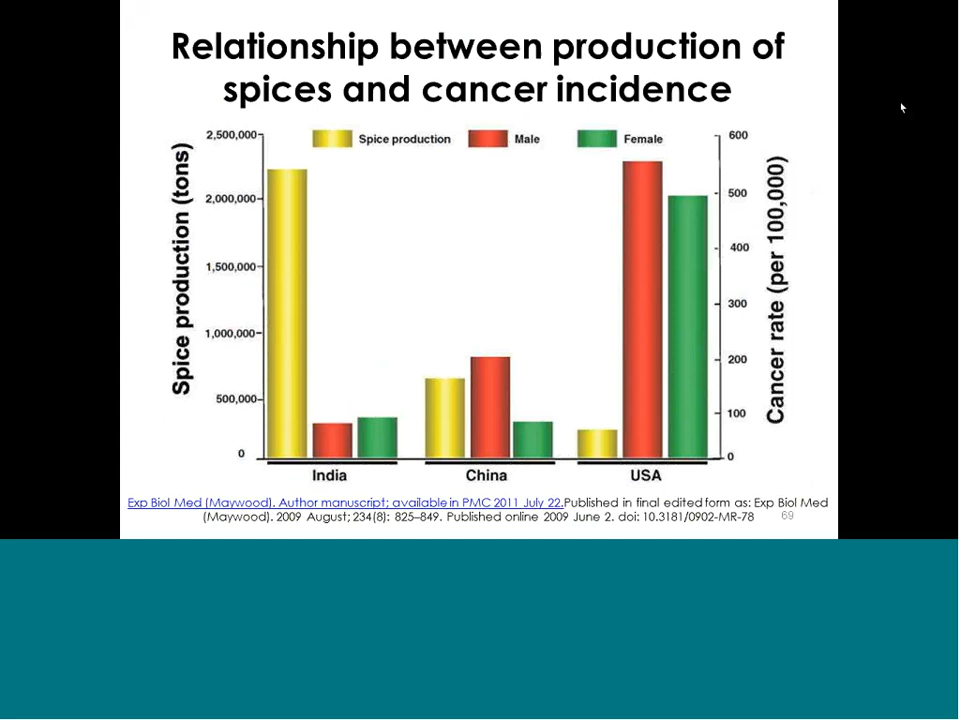 Relationship between production of
spices and cancer incidence
Spice production
Male
Female
Spice production (tons)
2,500,000
2,000,000
1,500,000
1,000,000
500,000
0
600
500
400
300
200
100
0
Cancer rate (per 100,000)
India
China
USA
Exp Biol Med (Maywood). Author manuscript; available in PMC 2011 July 22.Published in final edited form as: Exp Biol Med
(Maywood). 2009 August; 234(8): 825–849. Published online 2009 June 2. doi: 10.3181/0902-MR-78
69